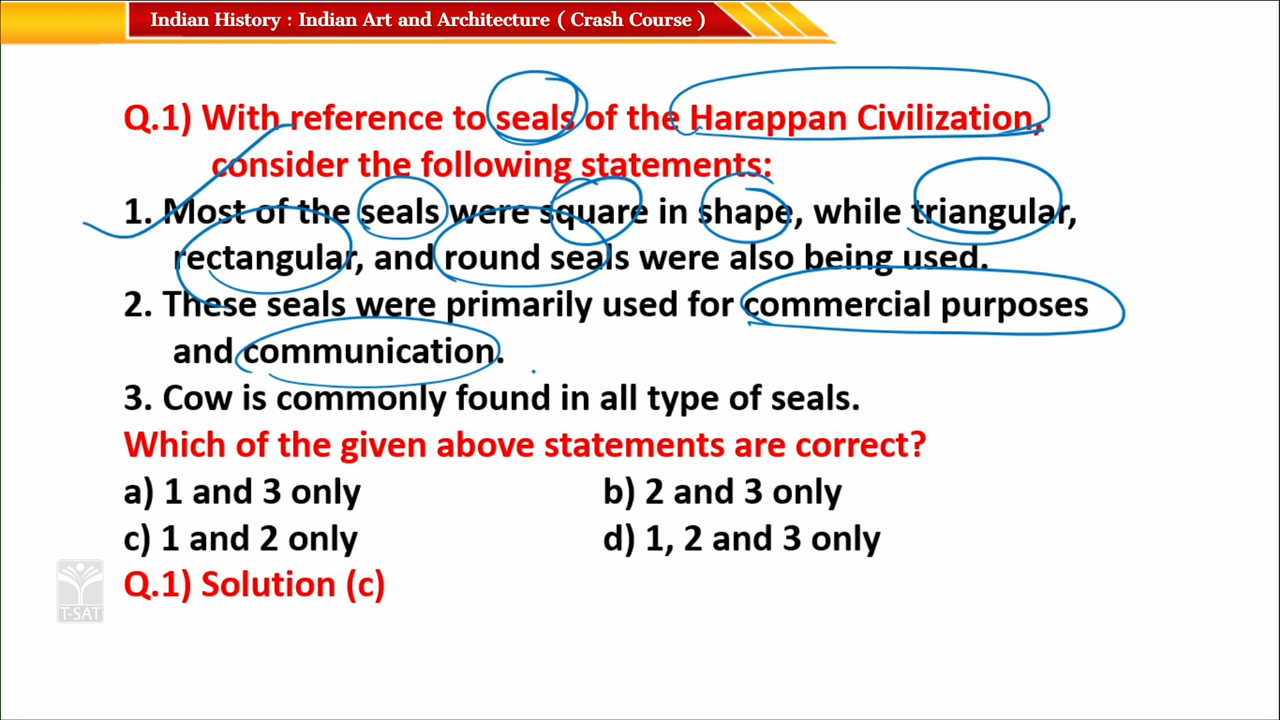 Indian History : Indian Art and Architecture ( Crash Course )
Q.1) With reference to seals of the Harappan Civilization,
consider the following statements:
1. Most of the seals were square in shape, while triangular,
rectangular, and round seals were also being used.
2. These seals were primarily used for commercial purposes
and communication.
3. Cow is commonly found in all type of seals.
Which of the given above statements are correct?
a) 1 and 3 only b) 2 and 3 only
c) 1 and 2 only d) 1, 2 and 3 only
Q.1) Solution (c)
T-SAT